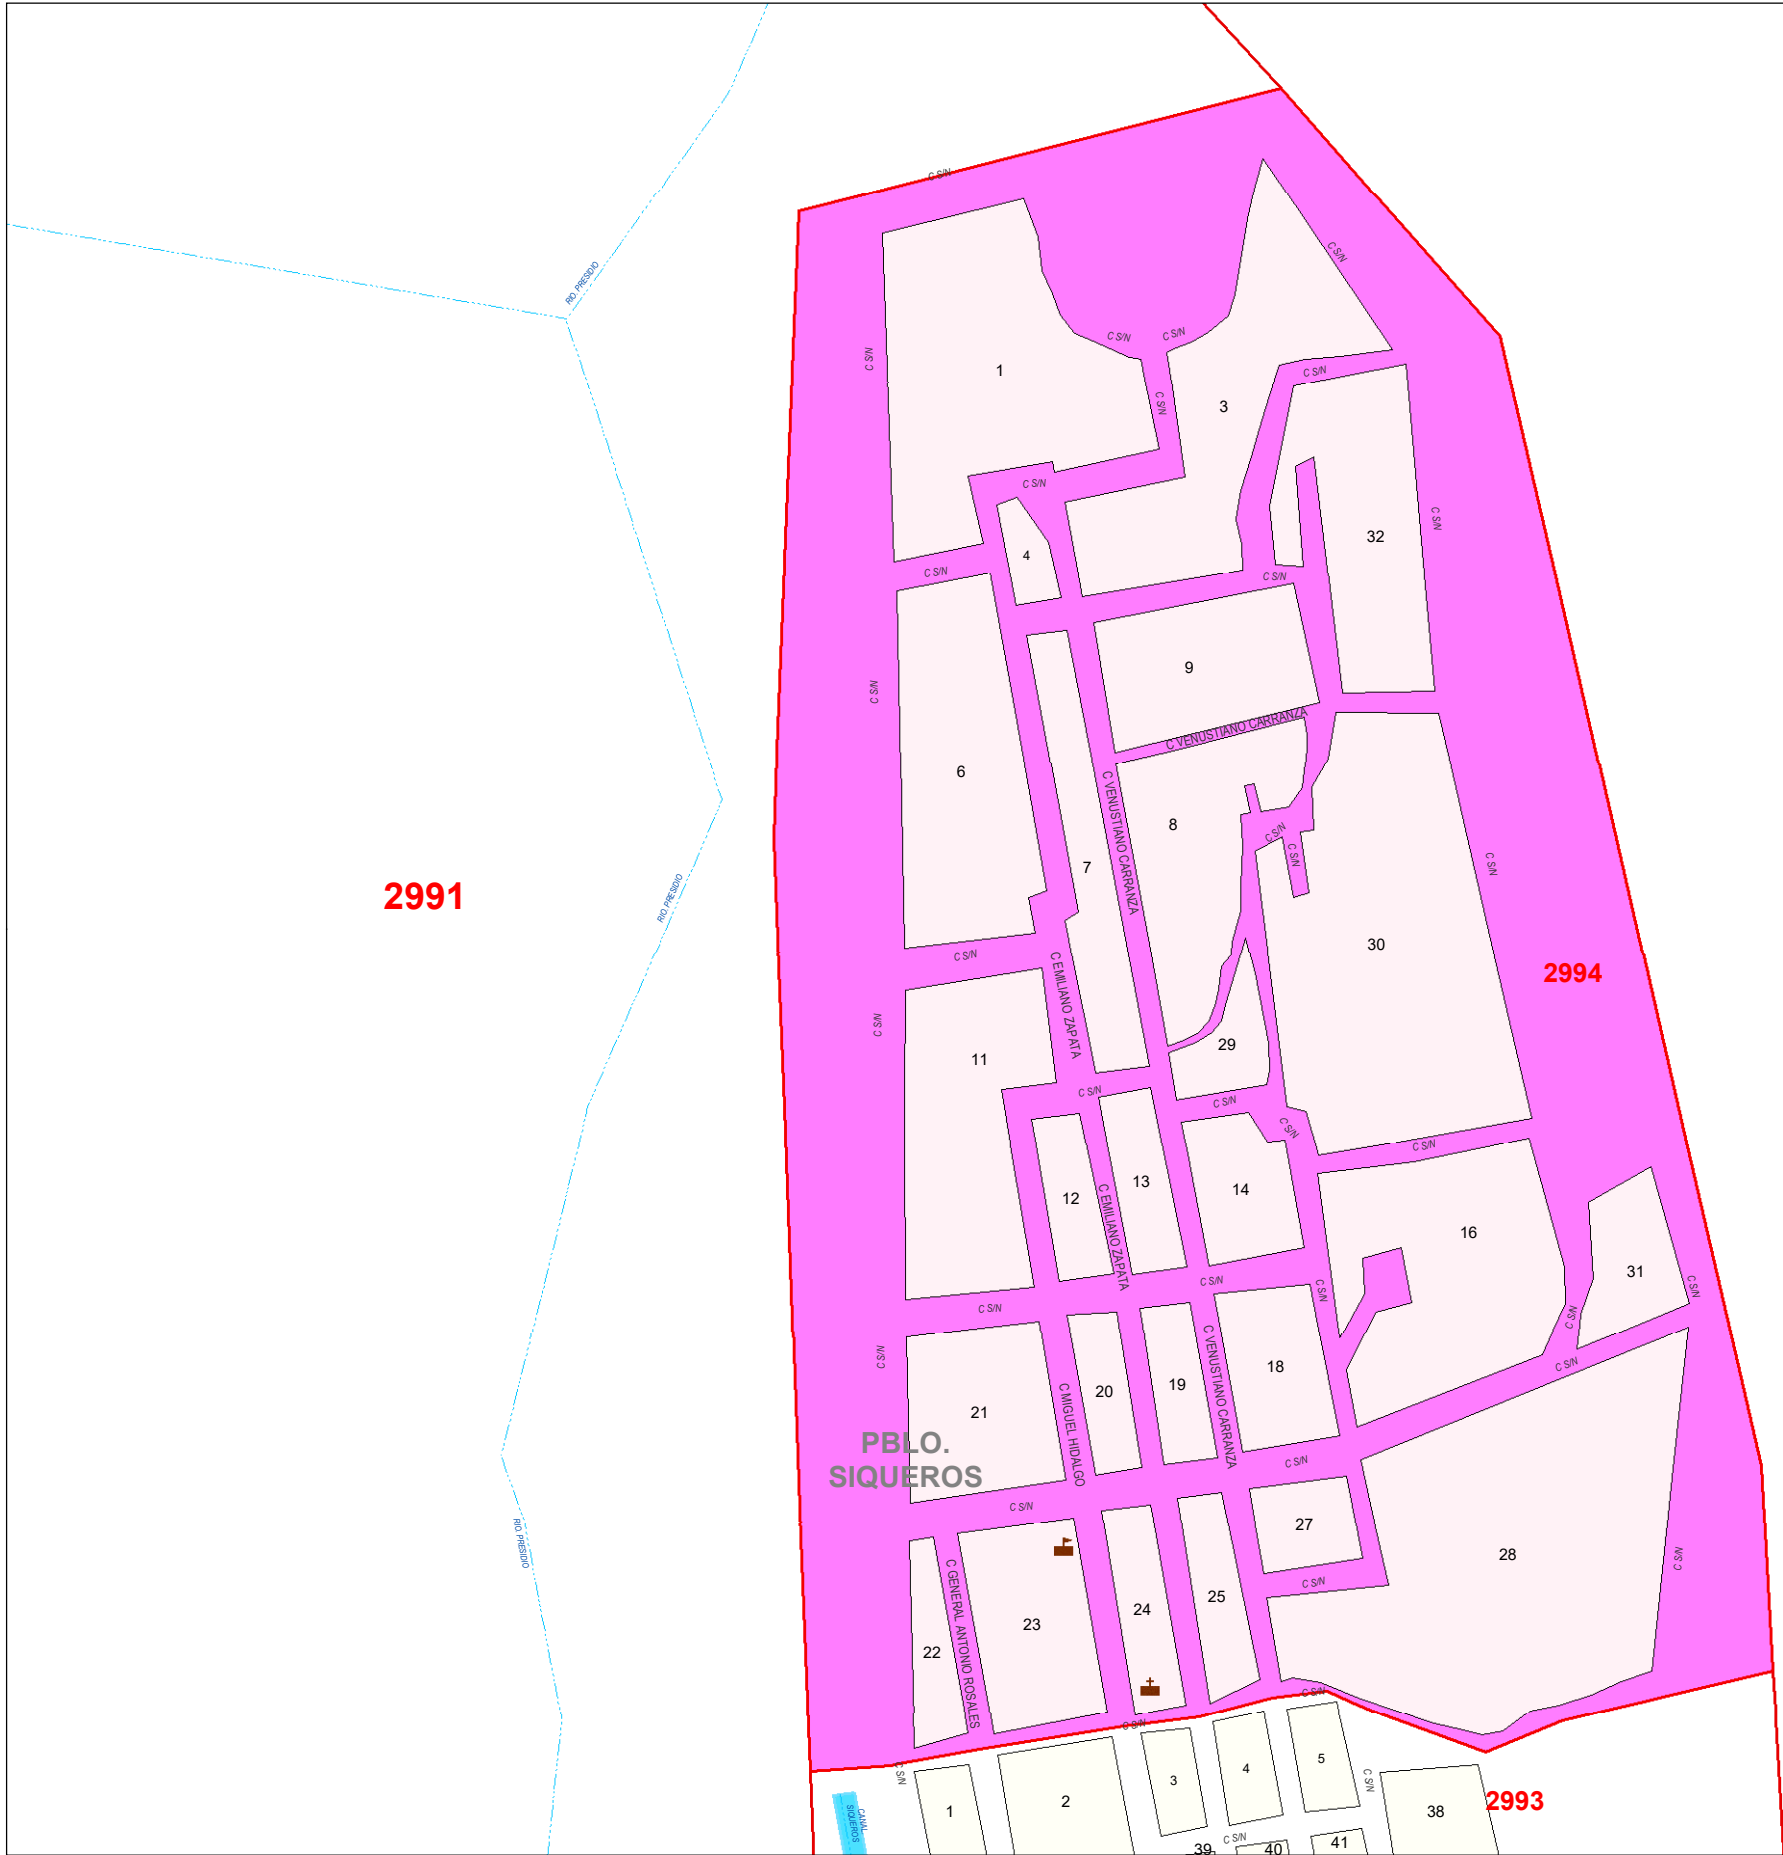 C S/N
RIO. PRESIDIO
C S/N
C S/N
C S/N
C S/N
1
C S/N
C S/N
3
C S/N
C S/N
4
32
C S/N
C S/N
C S/N
9
C S/N
C VENUSTIANO CARRANZA
6
8
C VENUSTIANO CARRANZA
7
C S/N
C S/N
C S/N
2991
RIO. PRESIDIO
30
C S/N
C EMILIANO ZAPATA
2994
C S/N
29
11
C S/N
C S/N
C S/N
C S/N
13
14
12
C EMILIANO ZAPATA
16
31
C S/N
C S/N
C S/N
C S/N
C S/N
C S/N
C S/N
18
C VENUSTIANO CARRANZA
19
20
C MIGUEL HIDALGO
21
PBLO.
SIQUEROS
C S/N
C S/N
RIO. PRESIDIO
27
28
C S/N
C S/N
25
24
23
C GENERAL ANTONIO ROSALES
22
C S/N
C S/N
C S/N
C S/N
5
4
3
2
1
2993
38
CANAL
SIQUEROS
C S/N
39
40
41